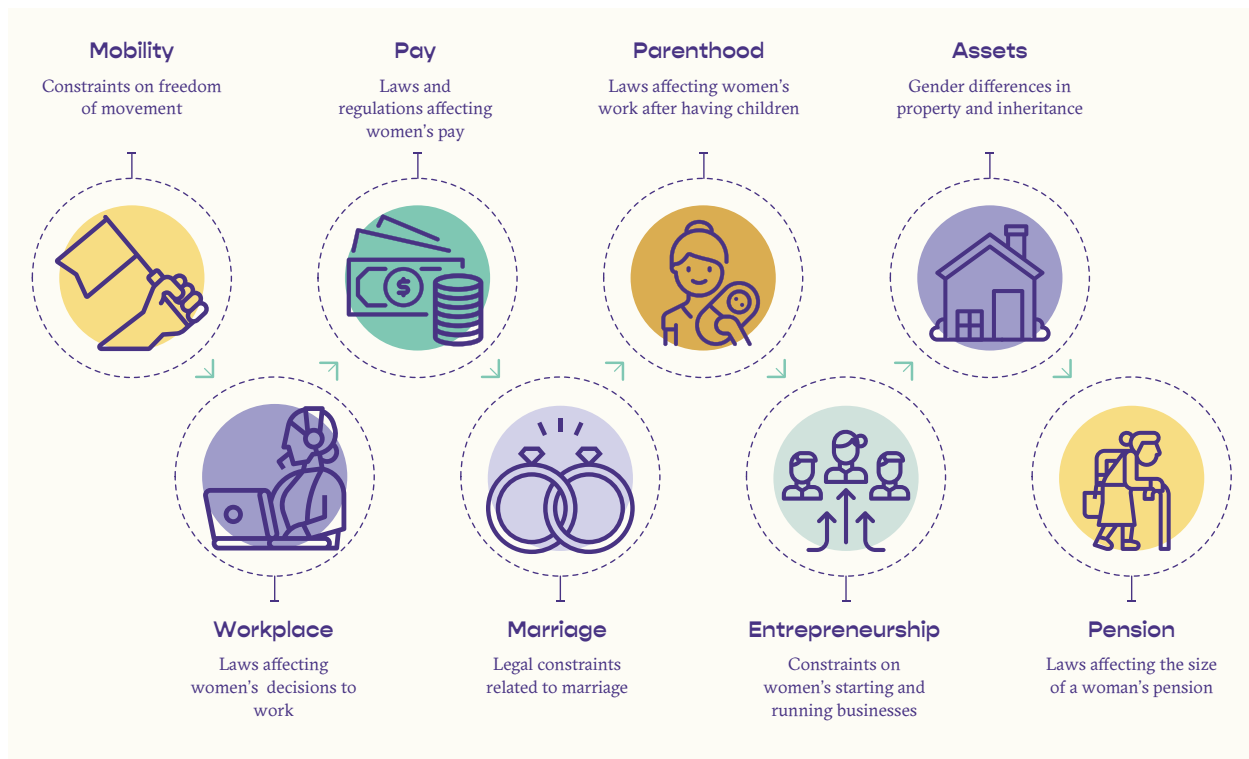 Mobility
Constraints on freedom
of movement
Pay
Laws and
regulations affecting
women's pay
Parenthood
Laws affecting women's
work after having children
Assets
Gender differences in
property and inheritance
$
Workplace
Laws affecting
women's decisions to
work
Marriage
Legal constraints
related to marriage
Entrepreneurship
Constraints on
women's starting and
running businesses
Pension
Laws affecting the size
of a woman's pension